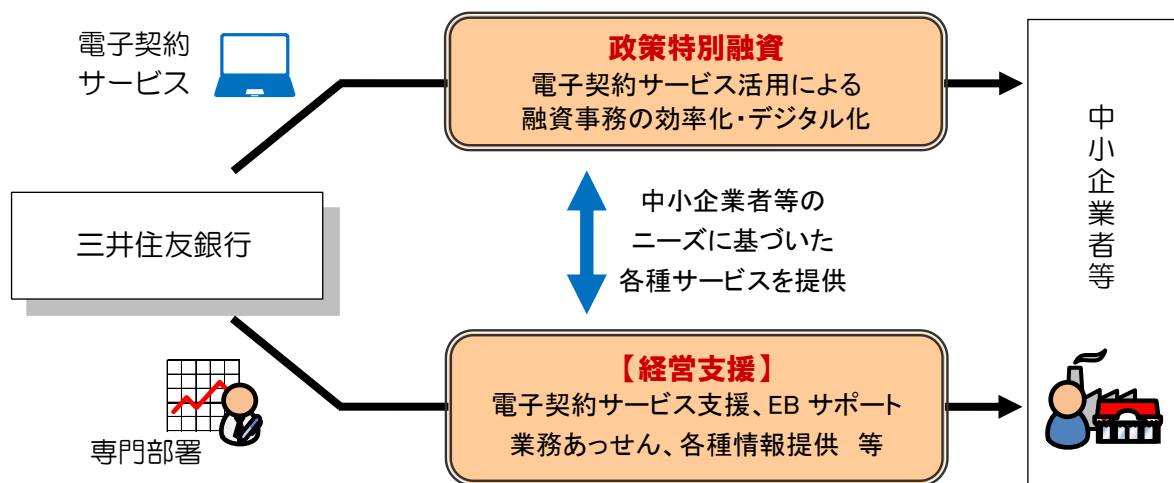 電子契約
サービス
政策特別融資
電子契約サービス活用による
融資事務の効率化・デジタル化
三井住友銀行
中小企業者等の
ニーズに基づいた
各種サービスを提供
中小企業者等
専門部署
【経営支援】
電子契約サービス支援、EB サポート
業務あっせん、各種情報提供　等